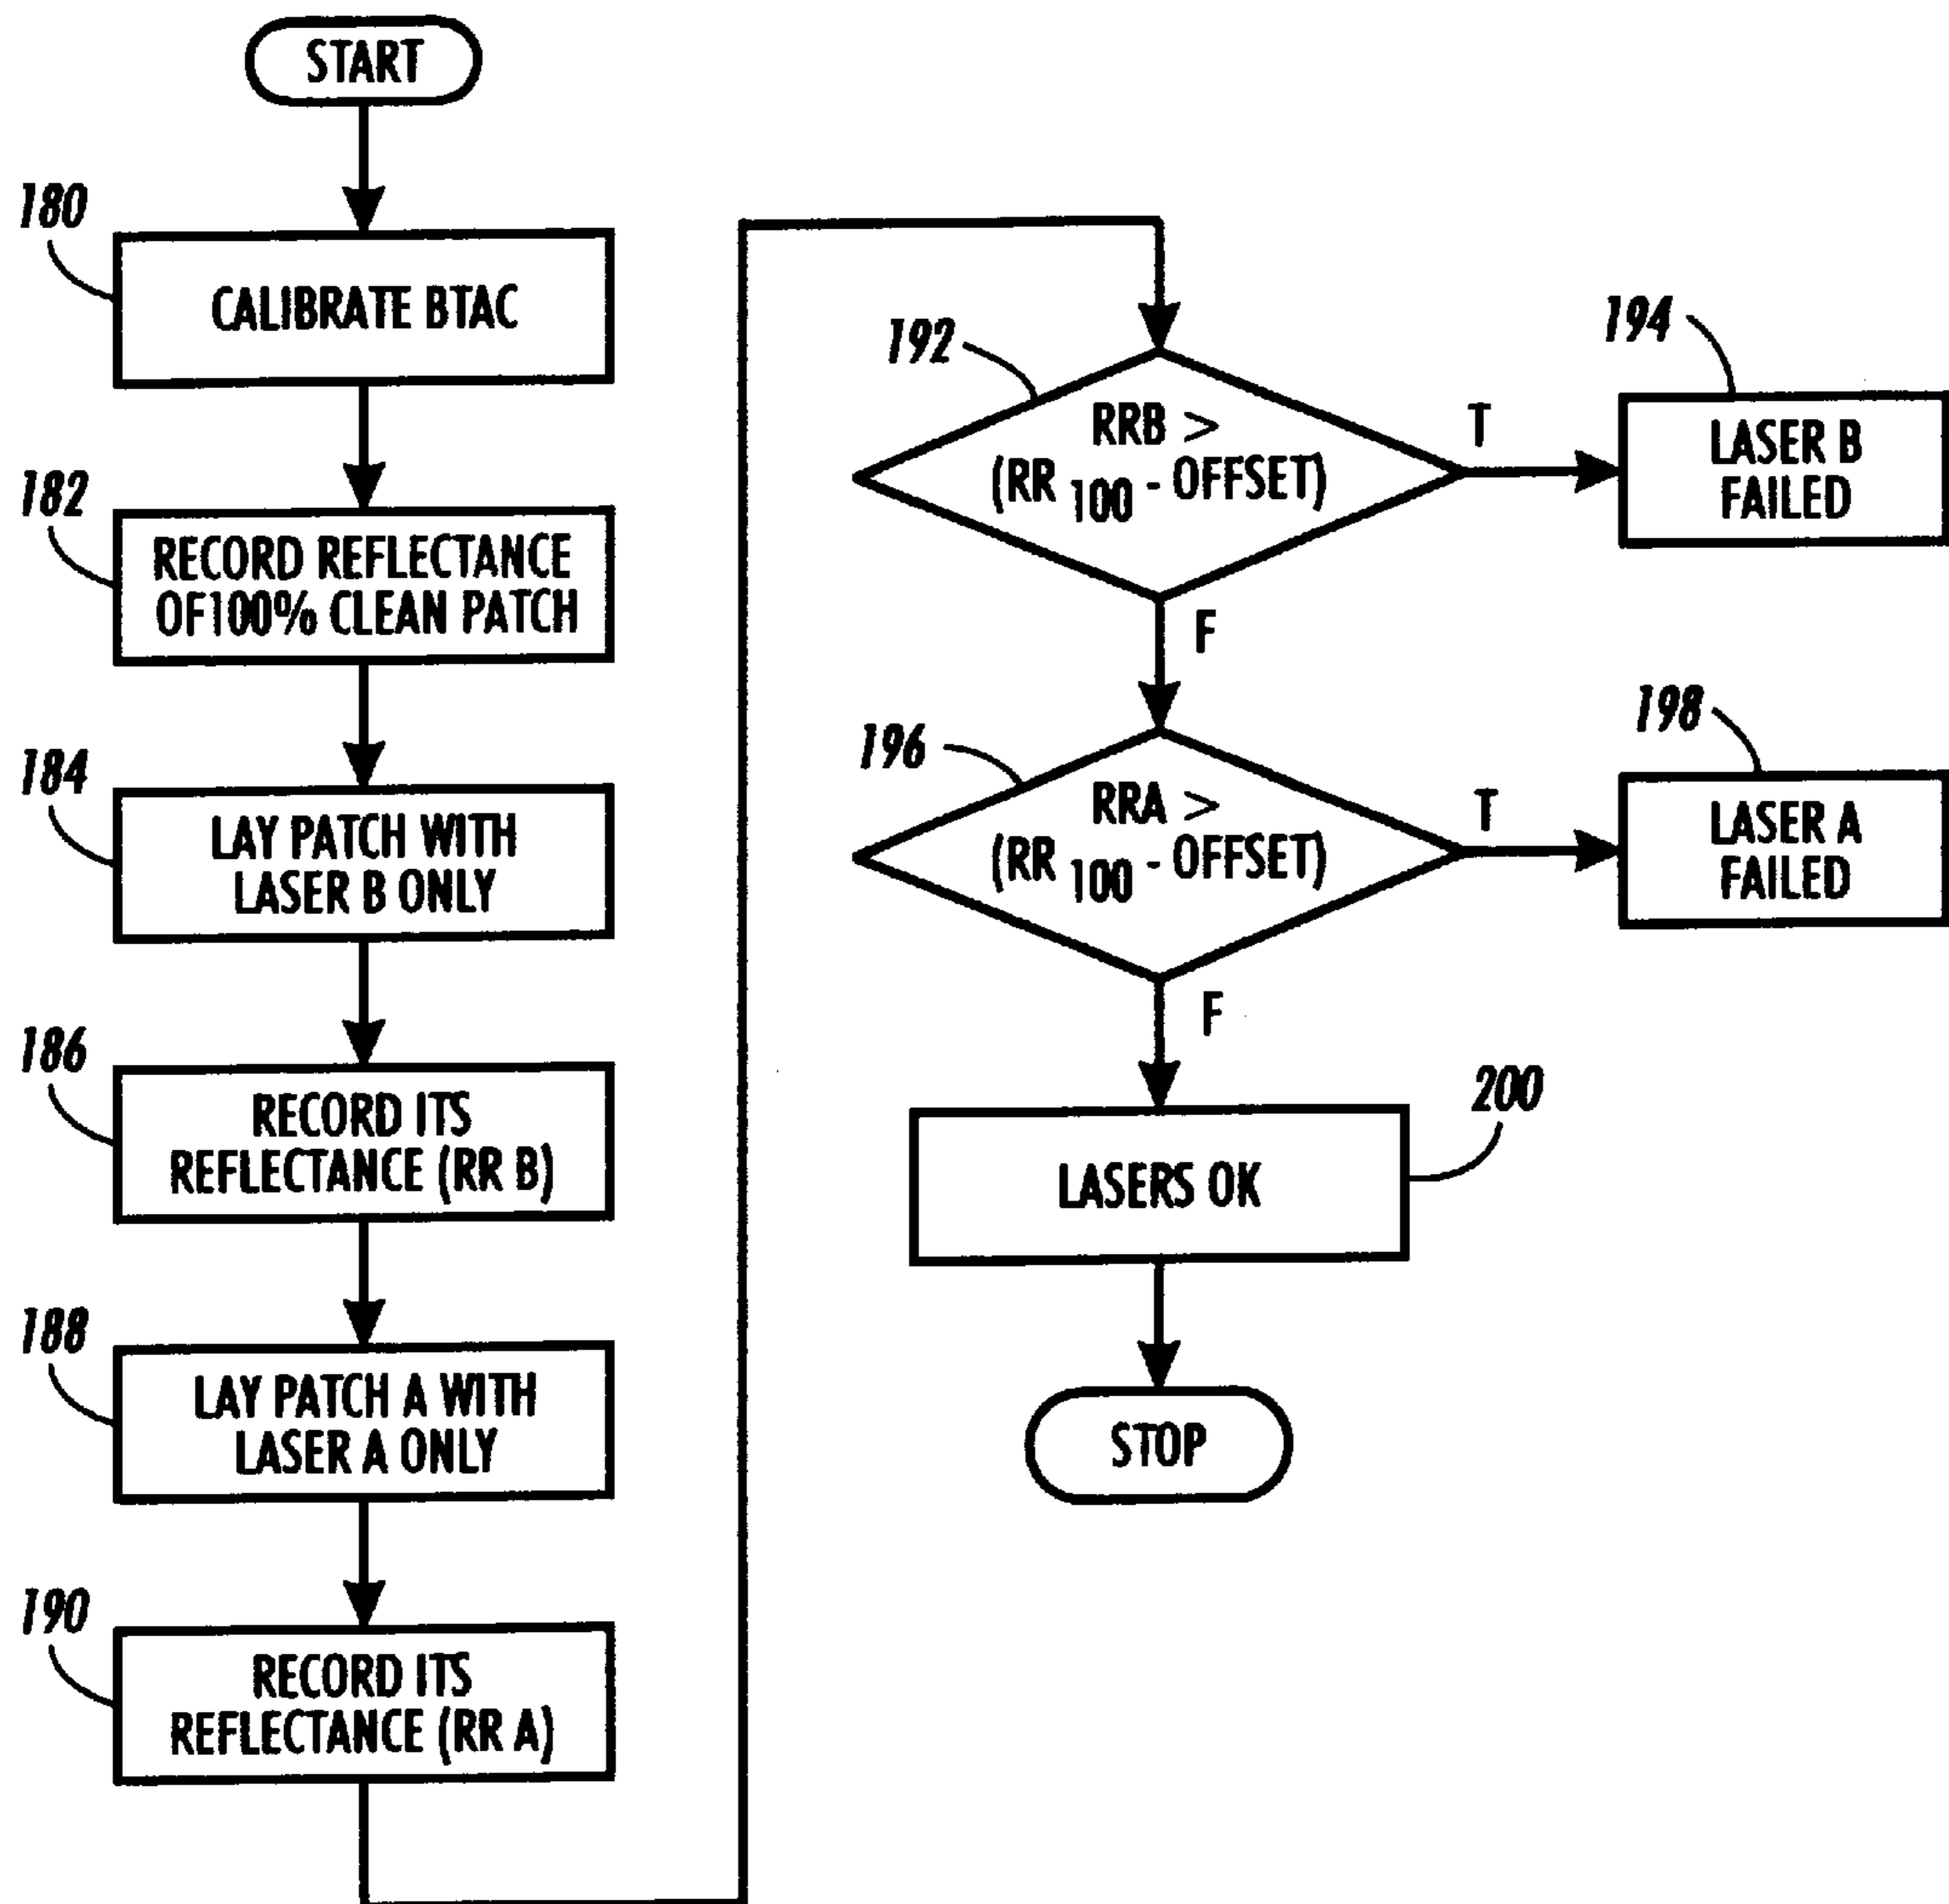 START
180
CALIBRATE BTAC
182
RECORD REFLECTANCE
OF100% CLEAN PATCH
184
LAY PATCH WITH
LASER B ONLY
186
RECORD ITS
REFLECTANCE (RR B)
188
LAY PATCH A WITH
LASER A ONLY
190
RECORD ITS
REFLECTANCE (RR A)
192
RRB >
(RR 100 - OFFSET)
T
194
LASER B
FAILED
F
196
RRA >
(RR 100 - OFFSET)
T
198
LASER A
FAILED
F
200
LASERS OK
STOP